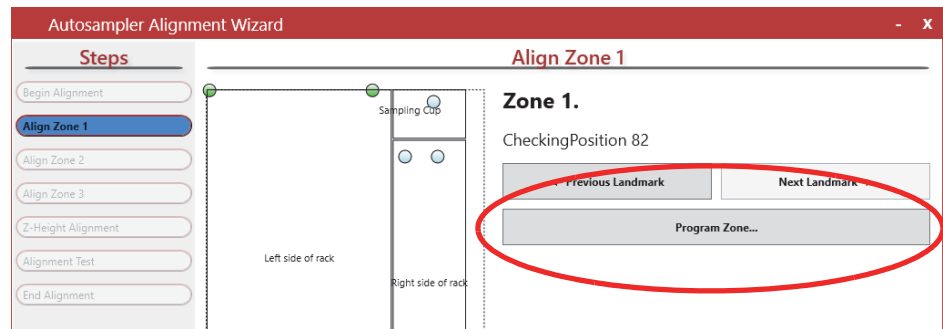 Autosampler Alignment Wizard - X
Steps
Begin Alignment
Align Zone 1
Align Zone 2
Align Zone 3
Z-Height Alignment
Alignment Test
End Alignment
Align Zone 1
Sampling Cup
Left side of rack
Right side of rack
Zone 1.
CheckingPosition 82
Previous Landmark
Next Landmark
Program Zone...